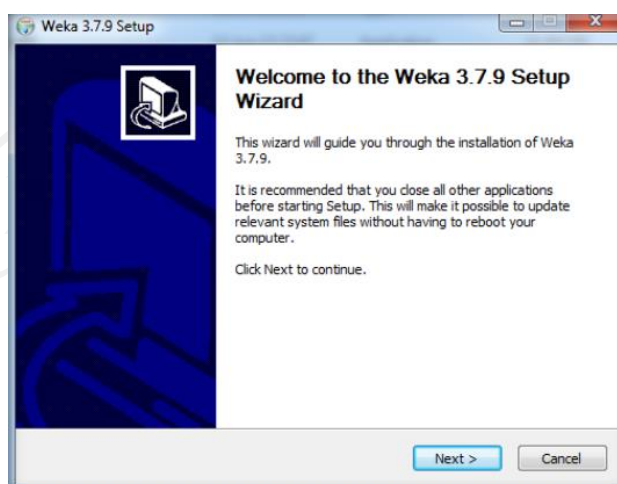 Weka 3.7.9 Setup
Welcome to the Weka 3.7.9 Setup
Wizard
This wizard will guide you through the installation of Weka
3.7.9.
It is recommended that you close all other applications
before starting Setup. This will make it possible to update
relevant system files without having to reboot your
computer.
Click Next to continue.
Next >
Cancel